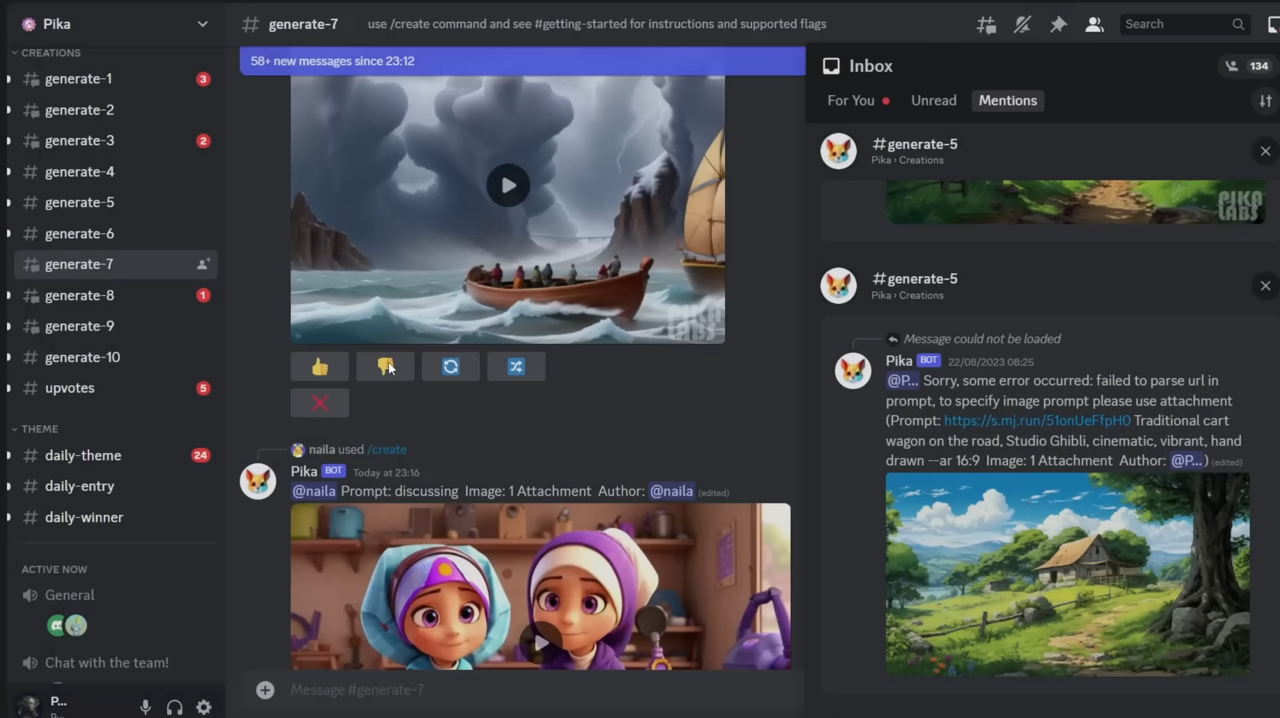 Pika
CREATIONS
generate-1
3
generate-2
generate-3
2
generate-4
generate-5
generate-6
generate-7
generate-8
1
generate-9
generate-10
upvotes
5
THEME
daily-theme
24
daily-entry
daily-winner
ACTIVE NOW
General
Chat with the team!
P...
generate-7
use /create command and see #getting-started for instructions and supported flags
Search
58+ new messages since 23:12
PIKA
LABS
naila used /create
Pika BOT Today at 23:16
@naila Prompt: discussing Image: 1 Attachment Author: @naila (edited)
Message #generate-7
Inbox
134
For You
Unread
Mentions
#generate-5
Pika › Creations
PIKA
LABS
#generate-5
Pika › Creations
Message could not be loaded
Pika BOT 22/08/2023 08:25
@P... Sorry, some error occurred: failed to parse url in
prompt, to specify image prompt please use attachment
(Prompt: https://s.mj.run/51onUeFfpH0 Traditional cart
wagon on the road, Studio Ghibli, cinematic, vibrant, hand
drawn --ar 16:9 Image: 1 Attachment Author: @P... ) (edited)